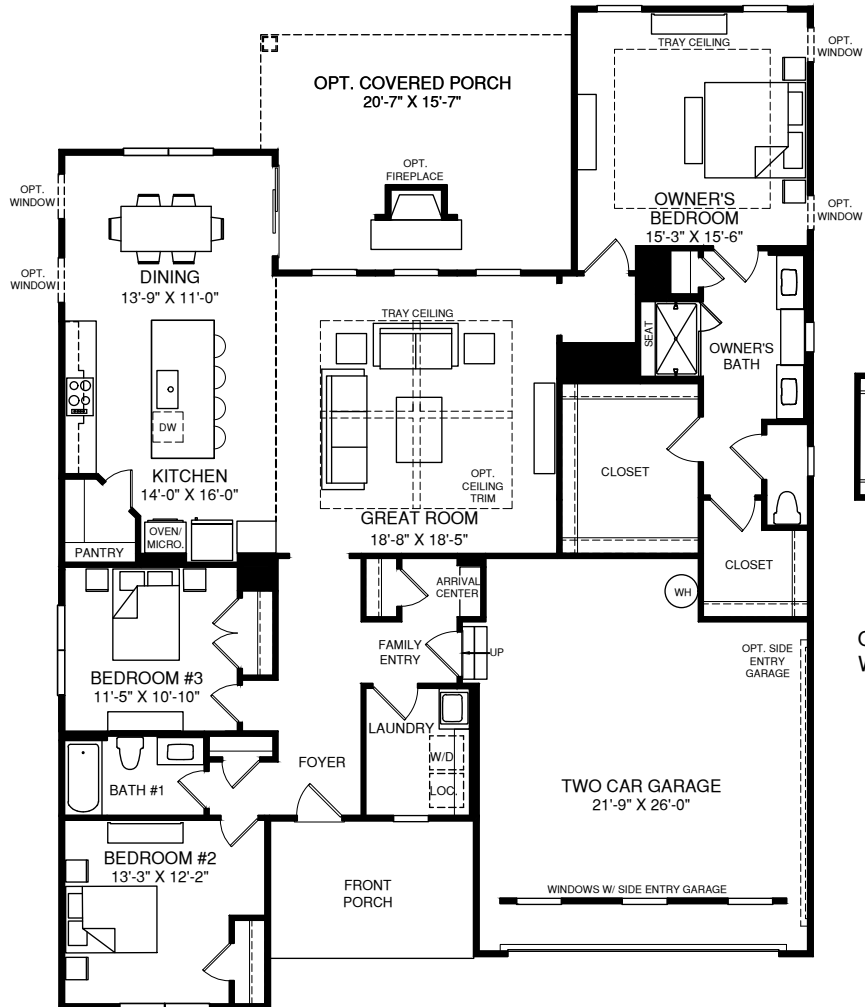 TRAY CEILING
OPT.
WINDOW
OPT. COVERED PORCH
20'-7" X 15'-7"
OPT.
FIREPLACE
OPT.
WINDOW
OWNER'S
BEDROOM
15'-3" X 15'-6"
OPT.
WINDOW
OPT.
WINDOW
DINING
13'-9" X 11'-0"
TRAY CEILING
SEAT
OWNER'S
BATH
DW
KITCHEN
14'-0" X 16'-0"
OPT.
CEILING
TRIM
CLOSET
GREAT ROOM
18'-8" X 18'-5"
OVEN/
MICRO.
PANTRY
ARRIVAL
CENTER
WH
CLOSET
FAMILY
ENTRY
UP
OPT. SIDE
ENTRY
GARAGE
BEDROOM #3
11'-5" X 10'-10"
LAUNDRY
W/D
LOC.
FOYER
BATH #1
TWO CAR GARAGE
21'-9" X 26'-0"
BEDROOM #2
13'-3" X 12'-2"
FRONT
PORCH
WINDOWS W/ SIDE ENTRY GARAGE